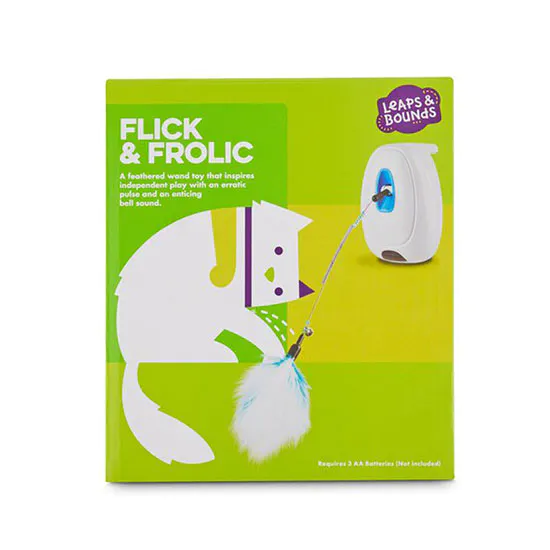 LEAPS &
BOUNDS
FLICK
& FROLIC
A feathered wand toy that inspires
independent play with an erratic
pulse and an enticing
bell sound.
Requires 3 AA Batteries (Not included)